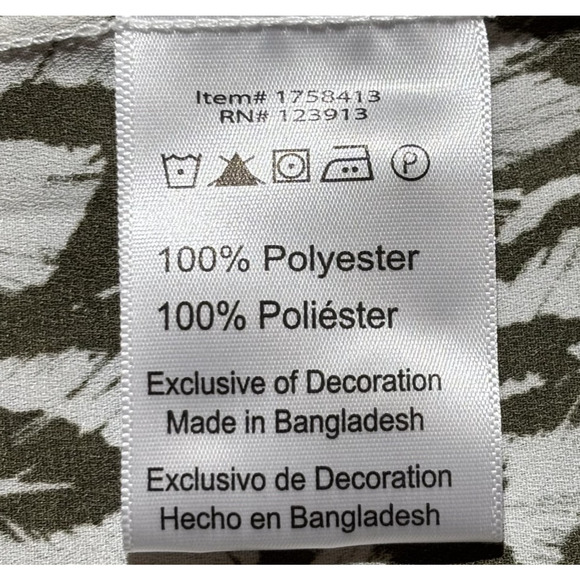 Item# 1758413
RN# 123913
P
100% Polyester
100% Poliéster
Exclusive of Decoration
Made in Bangladesh
Exclusivo de Decoration
Hecho en Bangladesh